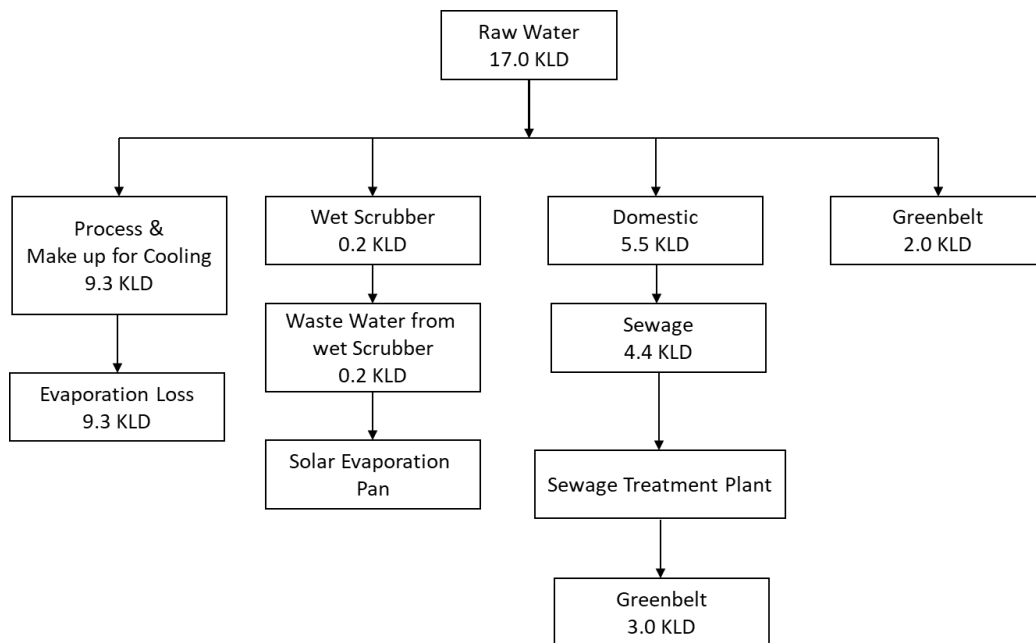 Raw Water
17.0 KLD
Process &
Make up for Cooling
9.3 KLD
Wet Scrubber
0.2 KLD
Domestic
5.5 KLD
Greenbelt
2.0 KLD
Waste Water from
wet Scrubber
0.2 KLD
Sewage
4.4 KLD
Evaporation Loss
9.3 KLD
Solar Evaporation
Pan
Sewage Treatment Plant
Greenbelt
3.0 KLD